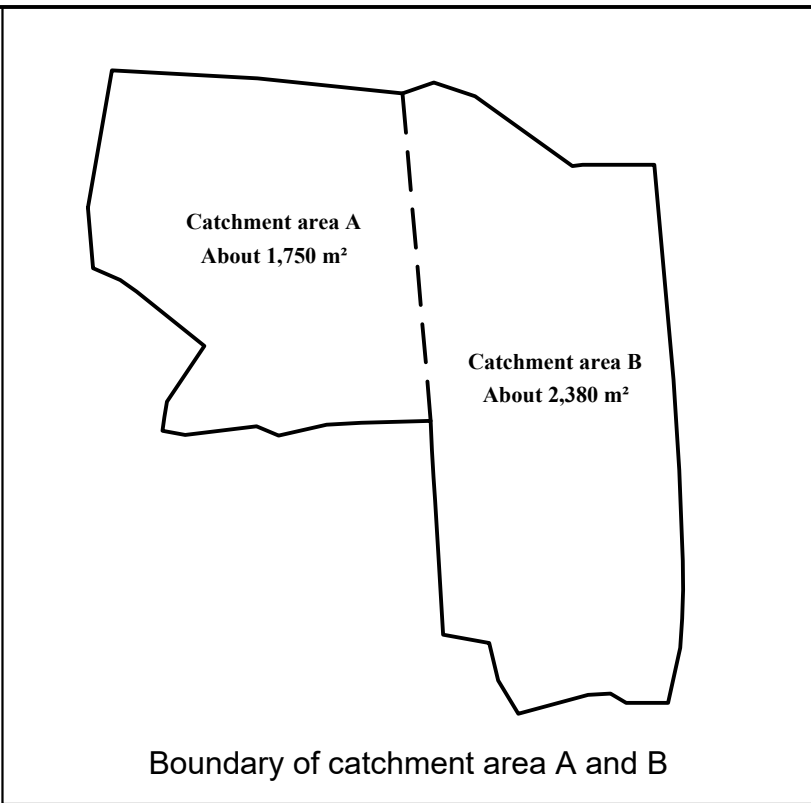 Catchment area A
About 1,750 m²
Catchment area B
About 2,380 m²
Boundary of catchment area A and B